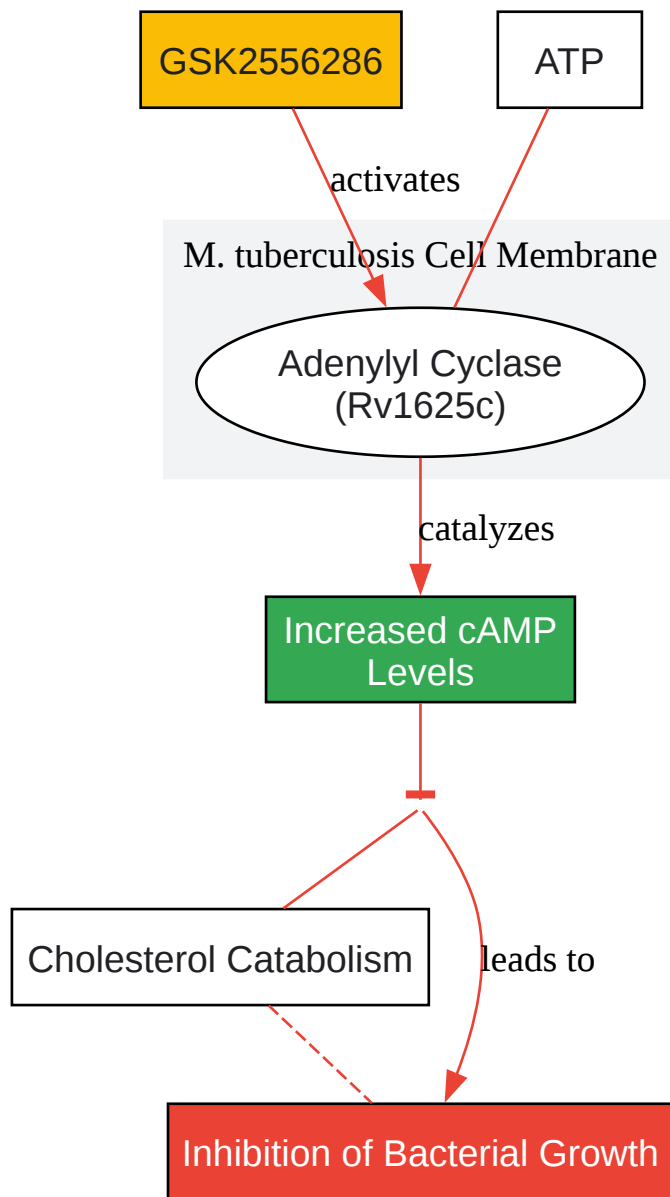 GSK2556286
ATP
activates
M. tuberculosis Cell Membrane
Adenylyl Cyclase
(Rv1625c)
catalyzes
Increased cAMP
Levels
Cholesterol Catabolism
leads to
Inhibition of Bacterial Growth